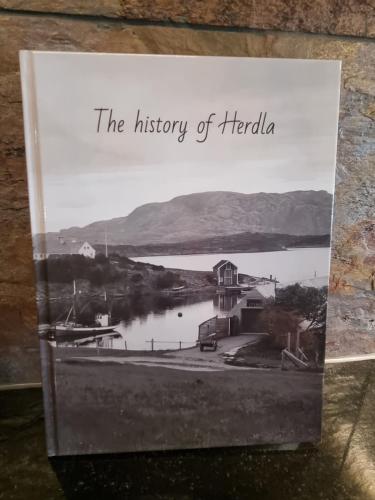 The history of Herdla